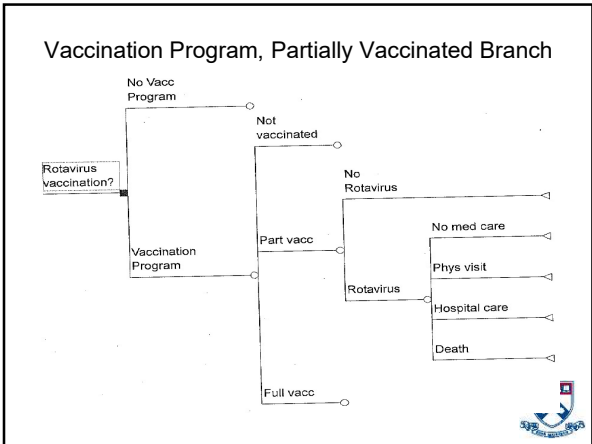 Vaccination Program, Partially Vaccinated Branch
No Vacc
Program
Not
vaccinated
Rotavirus
vaccination?
No
Rotavirus
No med care
Part vacc
Vaccination
Program
Phys visit
Rotavirus
Hospital care
Death
Full vacc